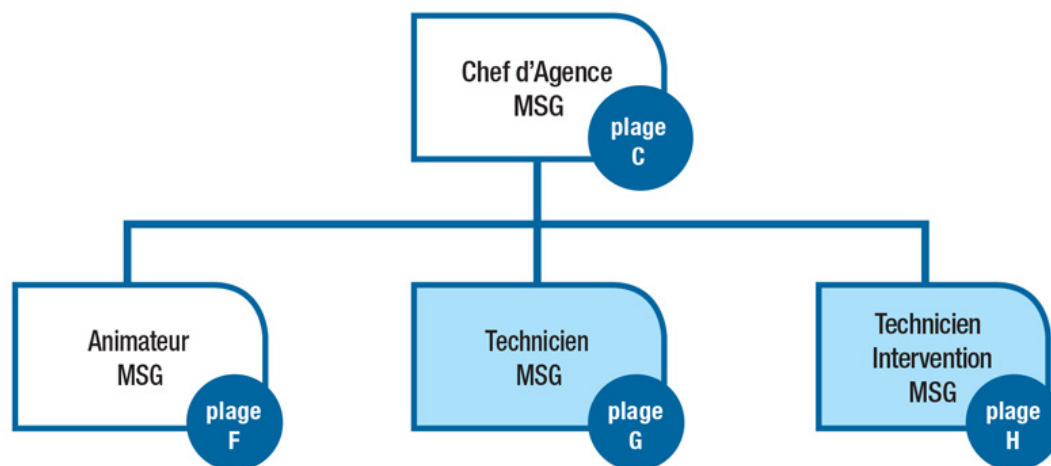 Chef d'Agence
MSG
plage
C
Animateur
MSG
plage
F
Technicien
MSG
plage
G
Technicien
Intervention
MSG
plage
H